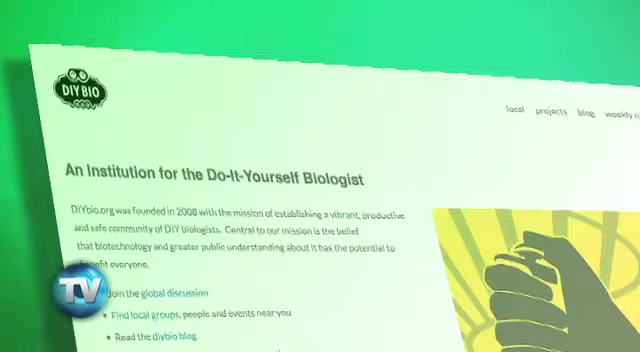 DIY BIO
local projects blog weekly
An Institution for the Do-It-Yourself Biologist
DIYbio.org was founded in 2008 with the mission of establishing a vibrant, productive
and safe community of DIY biologists. Central to our mission is the belief
that biotechnology and greater public understanding about it has the potential to
benefit everyone.
Join the global discussion
• Find local groups, people and events near you
• Read the diybio blog
TV